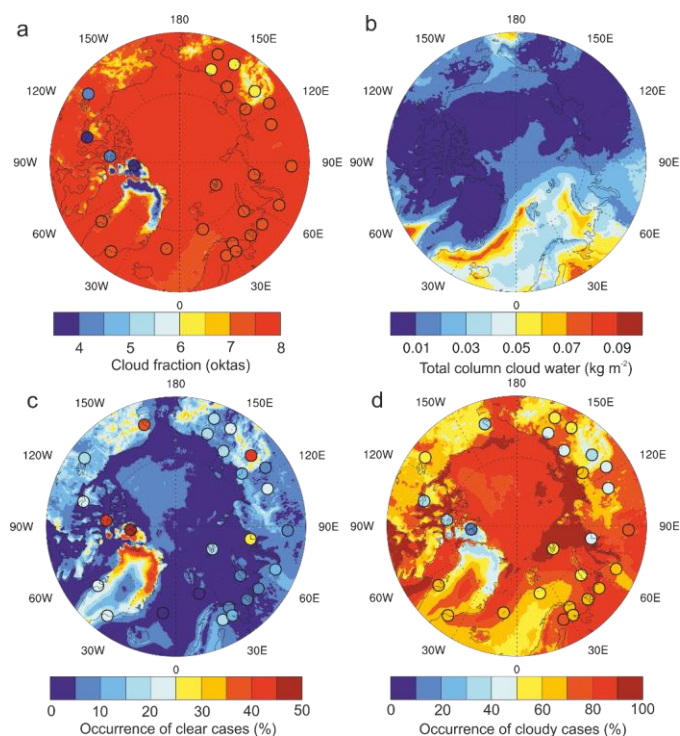 a
b
180
180
150W
150E
150W
150E
120W
120E
120W
120E
90W
90E
90W
90E
60W
60E
60W
60E
30W
30E
30W
30E
0
0
4 5 6 7 8
0.01 0.03 0.05 0.07 0.09
Cloud fraction (oktas)
Total column cloud water (kg m⁻²)
c
d
180
180
150W
150E
150W
150E
120W
120E
120W
120E
90W
90E
90W
90E
60W
60E
60W
60E
30W
30E
30W
30E
0
0
0 10 20 30 40 50
0 20 40 60 80 100
Occurrence of clear cases (%)
Occurrence of cloudy cases (%)